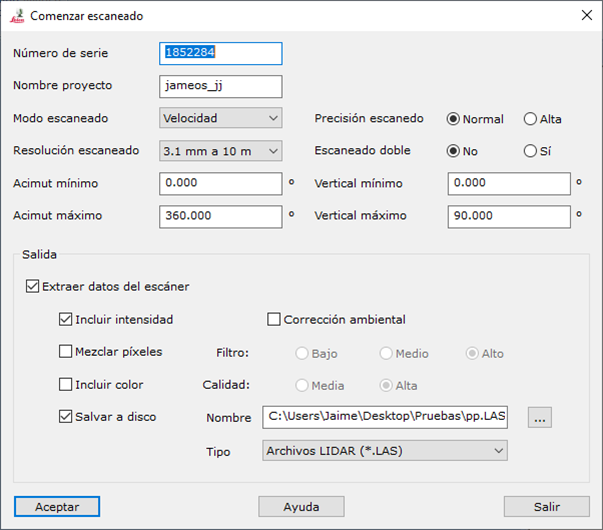 Comenzar escaneado
Número de serie 1852284
Nombre proyecto jameos_jj
Modo escaneado Velocidad Precisión escanedo Normal Alta
Resolución escaneado 3.1 mm a 10 m Escaneado doble No Sí
Acimut mínimo 0.000 º Vertical mínimo 0.000 º
Acimut máximo 360.000 º Vertical máximo 90.000 º
Salida
Extraer datos del escáner
Incluir intensidad Corrección ambiental
Mezclar píxeles Filtro: Bajo Medio Alto
Incluir color Calidad: Media Alta
Salvar a disco Nombre C:\Users\Jaime\Desktop\Pruebas\pp.LAS ...
Tipo Archivos LIDAR (*.LAS)
Aceptar Ayuda Salir